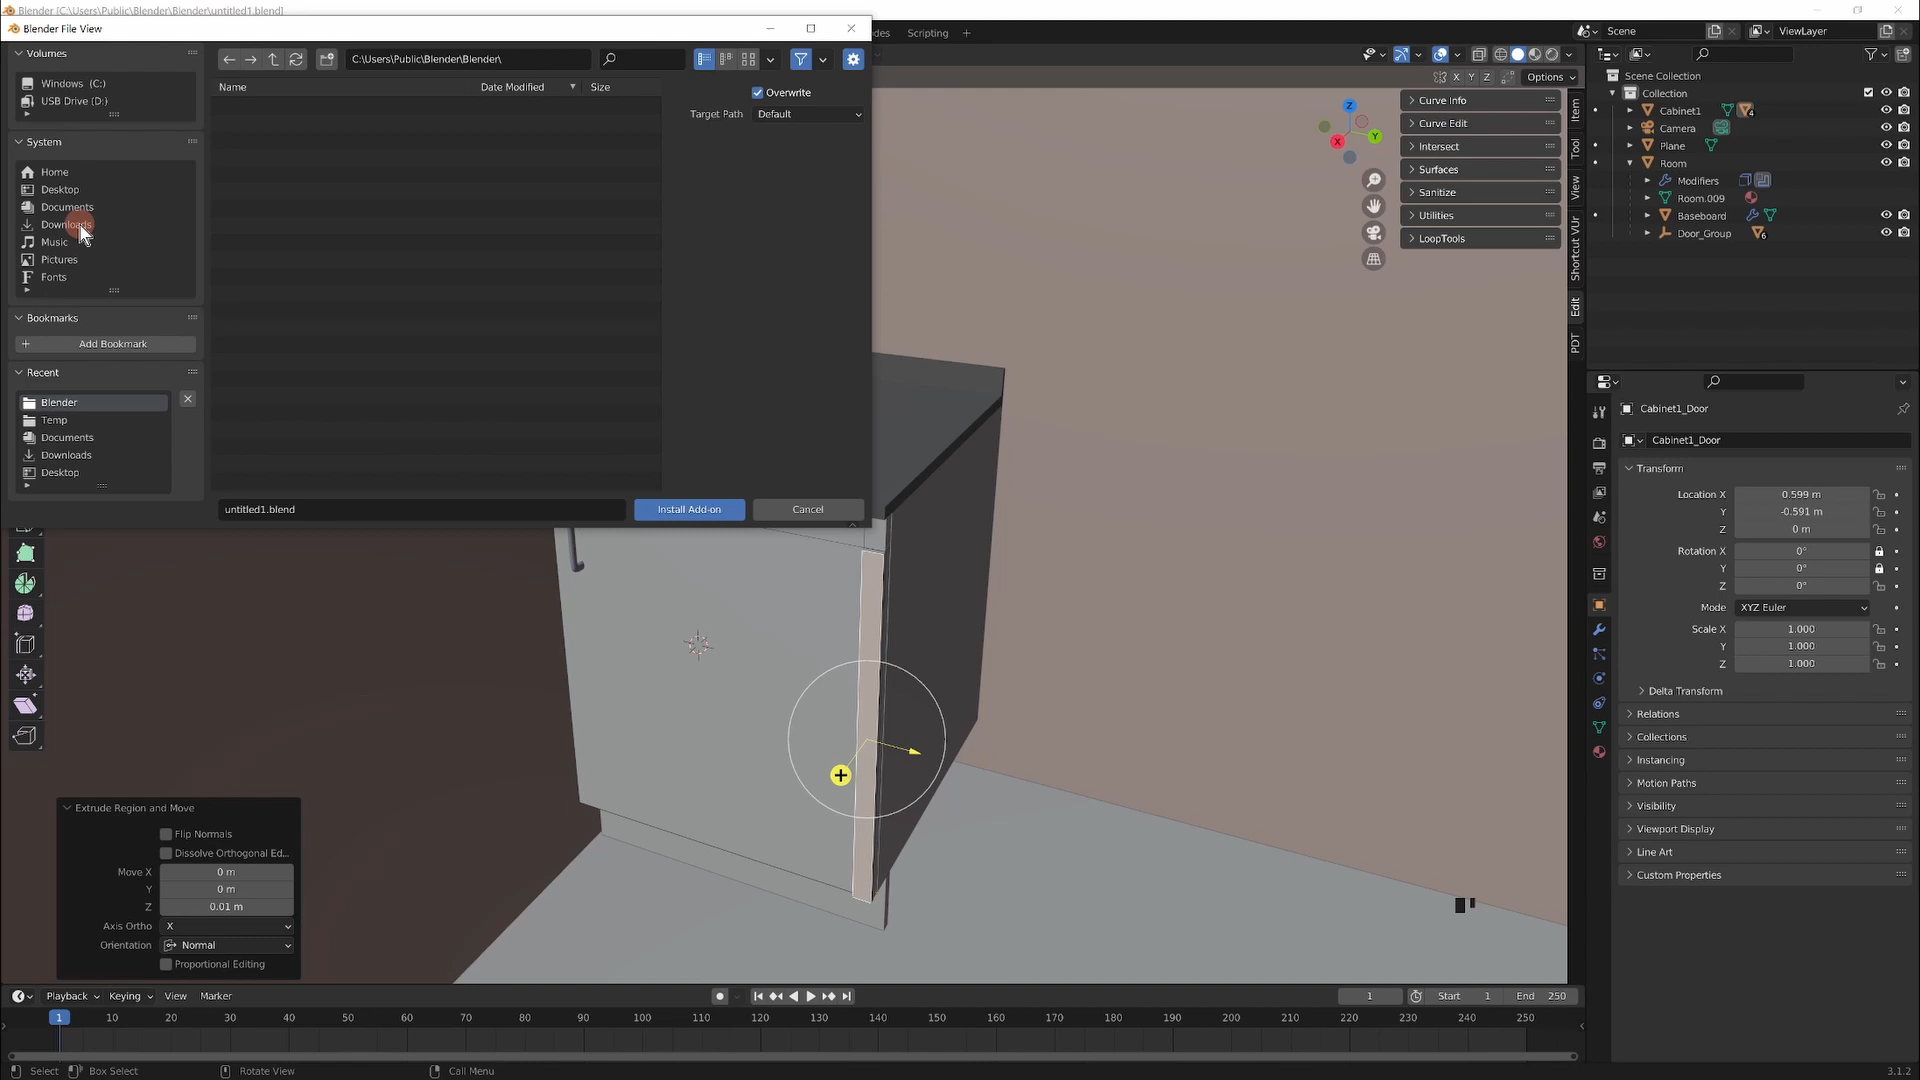 Blender [C:\Users\Public\Blender\Blender\untitled1.blend]
Blender File View
Volumes
Windows (C:)
USB Drive (D:)
System
Home
Desktop
Documents
Downloads
Music
Pictures
Fonts
Bookmarks
Add Bookmark
Recent
Blender
Temp
Documents
Downloads
Desktop
C:\Users\Public\Blender\Blender\
Name Date Modified Size
Overwrite
Target Path Default
untitled1.blend Install Add-on Cancel
Scripting
X Y Z Options
Z
Y
X
Curve Info
Curve Edit
Intersect
Surfaces
Sanitize
Utilities
LoopTools
Item
Tool
View
Shortcut VUr
Edit
PDT
Scene ViewLayer
Scene Collection
Collection
Cabinet1 4
Camera
Plane
Room
Modifiers
Room.009
Baseboard
Door_Group 6
Cabinet1_Door
Cabinet1_Door
Transform
Location X 0.599 m
Y -0.591 m
Z 0 m
Rotation X 0°
Y 0°
Z 0°
Mode XYZ Euler
Scale X 1.000
Y 1.000
Z 1.000
Delta Transform
Relations
Collections
Instancing
Motion Paths
Visibility
Viewport Display
Line Art
Custom Properties
Extrude Region and Move
Flip Normals
Dissolve Orthogonal Ed...
Move X 0 m
Y 0 m
Z 0.01 m
Axis Ortho X
Orientation Normal
Proportional Editing
Playback Keying View Marker 1 Start 1 End 250
1 10 20 30 40 50 60 70 80 90 100 110 120 130 140 150 160 170 180 190 200 210 220 230 240 250
Select Box Select Rotate View Call Menu 3.1.2